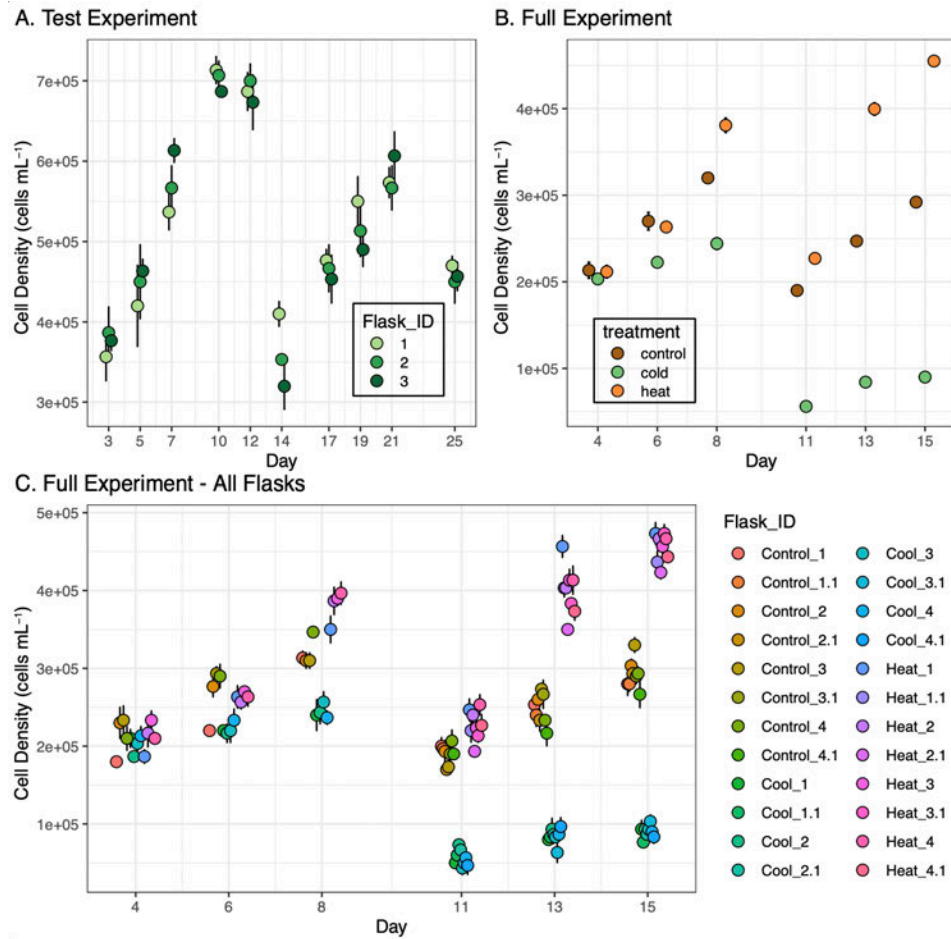 A. Test Experiment
7e+05
6e+05
5e+05
4e+05
3e+05
Cell Density (cells mL⁻¹)
Flask_ID
1
2
3
3 5 7 10 12 14 17 19 21 25
Day
B. Full Experiment
4e+05
3e+05
2e+05
1e+05
Cell Density (cells mL⁻¹)
treatment
control
cold
heat
4 6 8 11 13 15
Day
C. Full Experiment - All Flasks
5e+05
4e+05
3e+05
2e+05
1e+05
Cell Density (cells mL⁻¹)
4 6 8 11 13 15
Day
Flask_ID
Control_1
Control_1.1
Control_2
Control_2.1
Control_3
Control_3.1
Control_4
Control_4.1
Cool_1
Cool_1.1
Cool_2
Cool_2.1
Cool_3
Cool_3.1
Cool_4
Cool_4.1
Heat_1
Heat_1.1
Heat_2
Heat_2.1
Heat_3
Heat_3.1
Heat_4
Heat_4.1